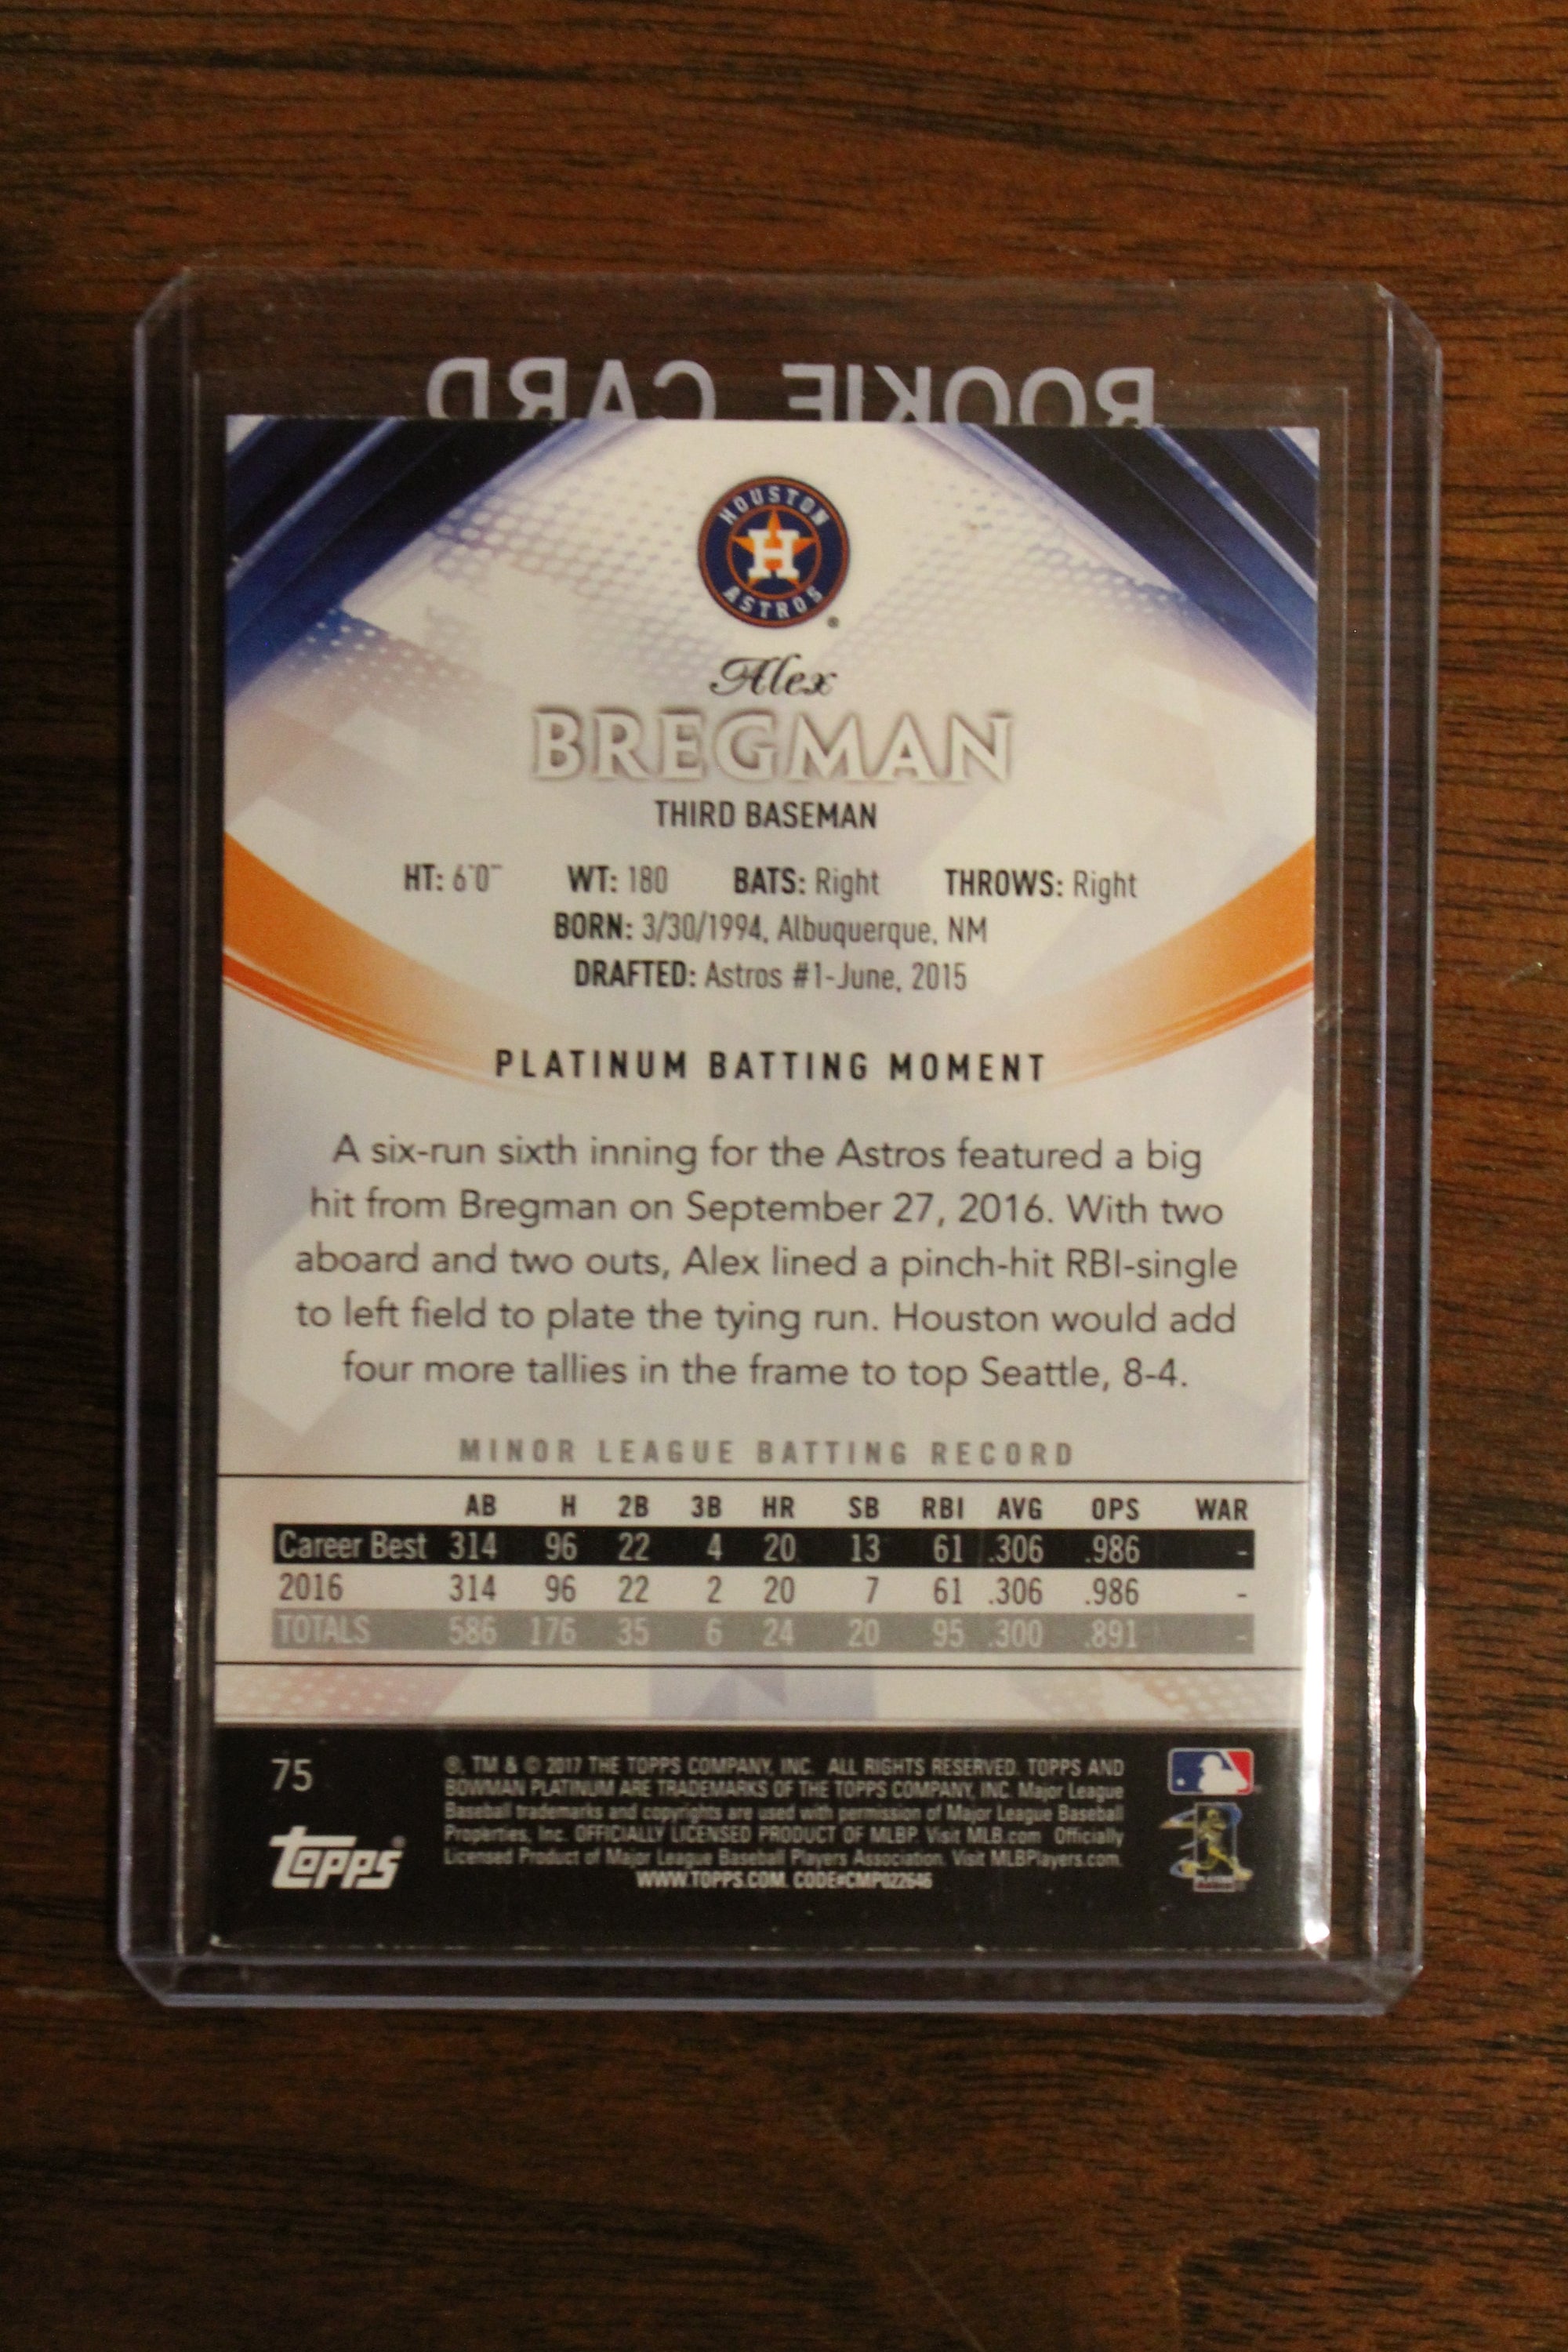 ROOKIE CARD
HOUSTON
H
ASTROS
Alex
BREGMAN
THIRD BASEMAN
HT: 6'0" WT: 180 BATS: Right THROWS: Right
BORN: 3/30/1994, Albuquerque, NM
DRAFTED: Astros #1-June, 2015
PLATINUM BATTING MOMENT
A six-run sixth inning for the Astros featured a big
hit from Bregman on September 27, 2016. With two
aboard and two outs, Alex lined a pinch-hit RBI-single
to left field to plate the tying run. Houston would add
four more tallies in the frame to top Seattle, 8-4.
MINOR LEAGUE BATTING RECORD
AB H 2B 3B HR SB RBI AVG OPS WAR
Career Best 314 96 22 4 20 13 61 .306 .986 -
2016 314 96 22 2 20 7 61 .306 .986 -
TOTALS 586 176 35 6 24 20 95 .300 .891 -
75
®, TM & © 2017 THE TOPPS COMPANY, INC. ALL RIGHTS RESERVED. TOPPS AND
BOWMAN PLATINUM ARE TRADEMARKS OF THE TOPPS COMPANY, INC. Major League
Baseball trademarks and copyrights are used with permission of Major League Baseball
Properties, Inc. OFFICIALLY LICENSED PRODUCT OF MLBP. Visit MLB.com Officially
Licensed Product of Major League Baseball Players Association. Visit MLBPlayers.com.
WWW.TOPPS.COM. CODE#CMP022646
Topps®